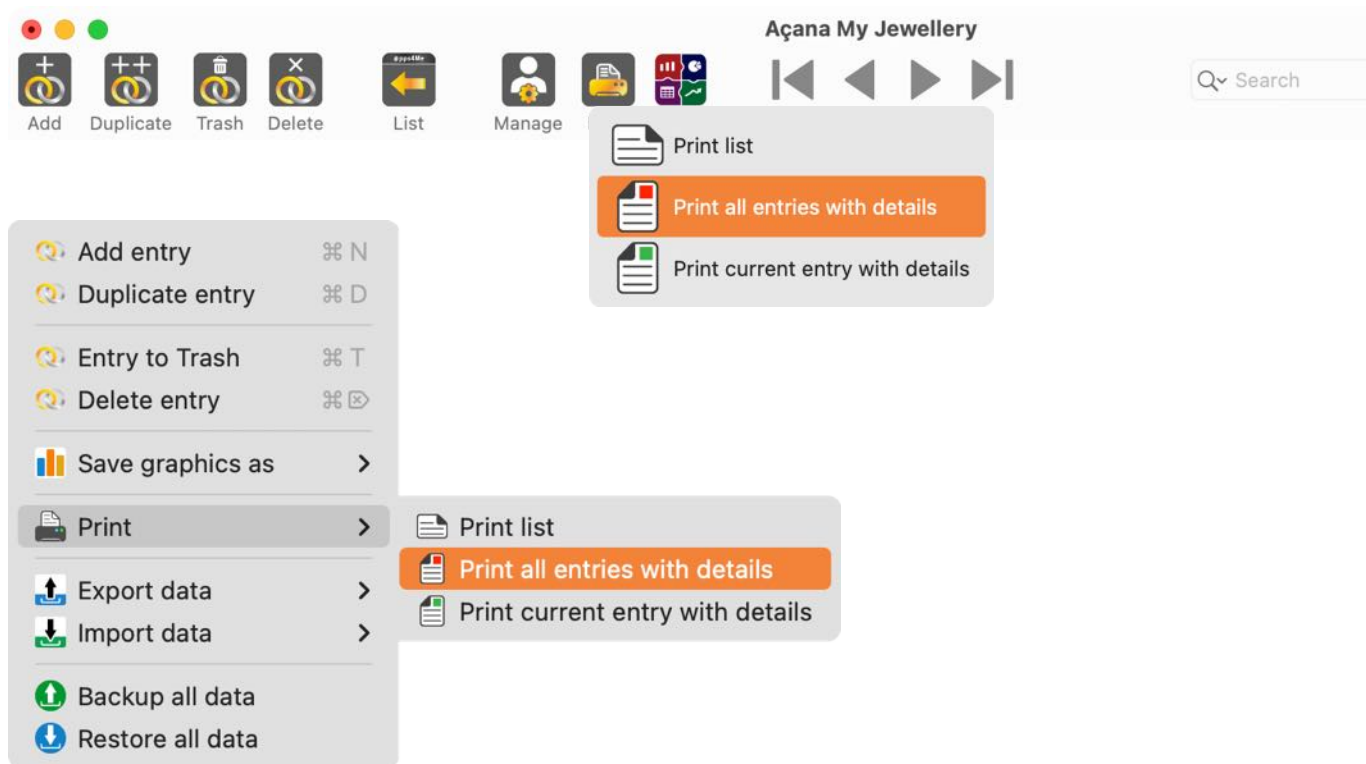 Açana My Jewellery
@pps4Me
Add Duplicate Trash Delete List Manage
Search
Print list
Print all entries with details
Print current entry with details
Add entry ⌘ N
Duplicate entry ⌘ D
Entry to Trash ⌘ T
Delete entry ⌘ ⌦
Save graphics as
Print
Export data
Import data
Backup all data
Restore all data
Print list
Print all entries with details
Print current entry with details